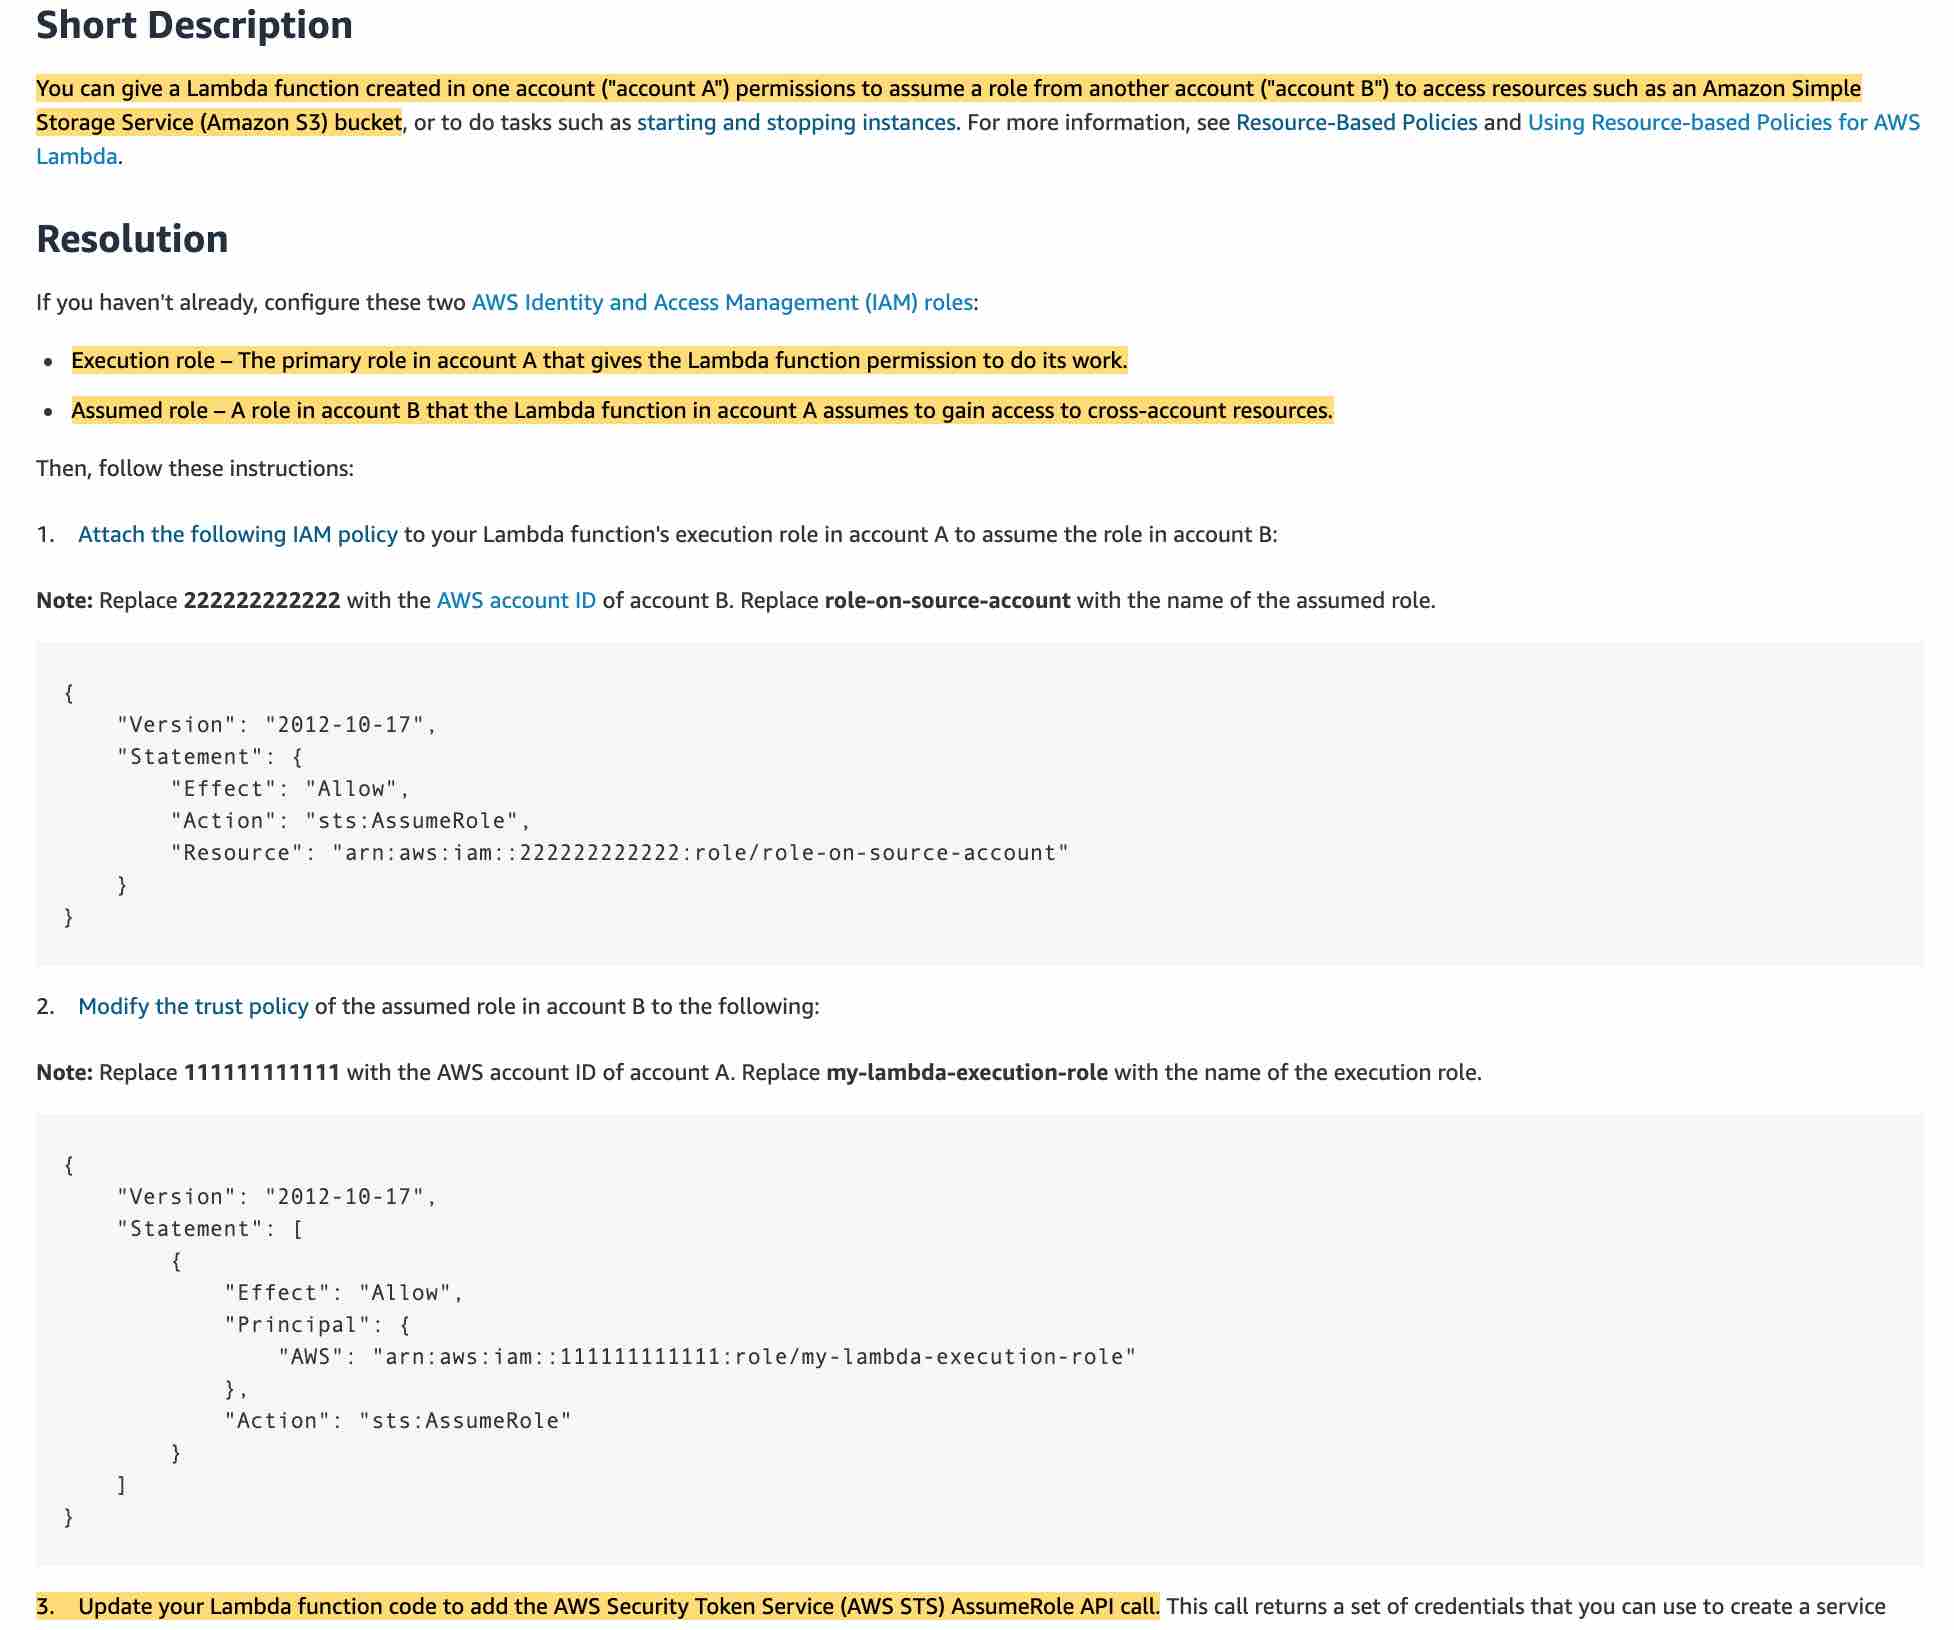 Short Description
You can give a Lambda function created in one account ("account A") permissions to assume a role from another account ("account B") to access resources such as an Amazon Simple
Storage Service (Amazon S3) bucket, or to do tasks such as starting and stopping instances. For more information, see Resource-Based Policies and Using Resource-based Policies for AWS
Lambda.
Resolution
If you haven't already, configure these two AWS Identity and Access Management (IAM) roles:
• Execution role – The primary role in account A that gives the Lambda function permission to do its work.
• Assumed role – A role in account B that the Lambda function in account A assumes to gain access to cross-account resources.
Then, follow these instructions:
1. Attach the following IAM policy to your Lambda function's execution role in account A to assume the role in account B:
Note: Replace 222222222222 with the AWS account ID of account B. Replace role-on-source-account with the name of the assumed role.
{
    "Version": "2012-10-17",
    "Statement": {
        "Effect": "Allow",
        "Action": "sts:AssumeRole",
        "Resource": "arn:aws:iam::222222222222:role/role-on-source-account"
    }
}
2. Modify the trust policy of the assumed role in account B to the following:
Note: Replace 111111111111 with the AWS account ID of account A. Replace my-lambda-execution-role with the name of the execution role.
{
    "Version": "2012-10-17",
    "Statement": [
        {
            "Effect": "Allow",
            "Principal": {
                "AWS": "arn:aws:iam::111111111111:role/my-lambda-execution-role"
            },
            "Action": "sts:AssumeRole"
        }
    ]
}
3. Update your Lambda function code to add the AWS Security Token Service (AWS STS) AssumeRole API call. This call returns a set of credentials that you can use to create a service